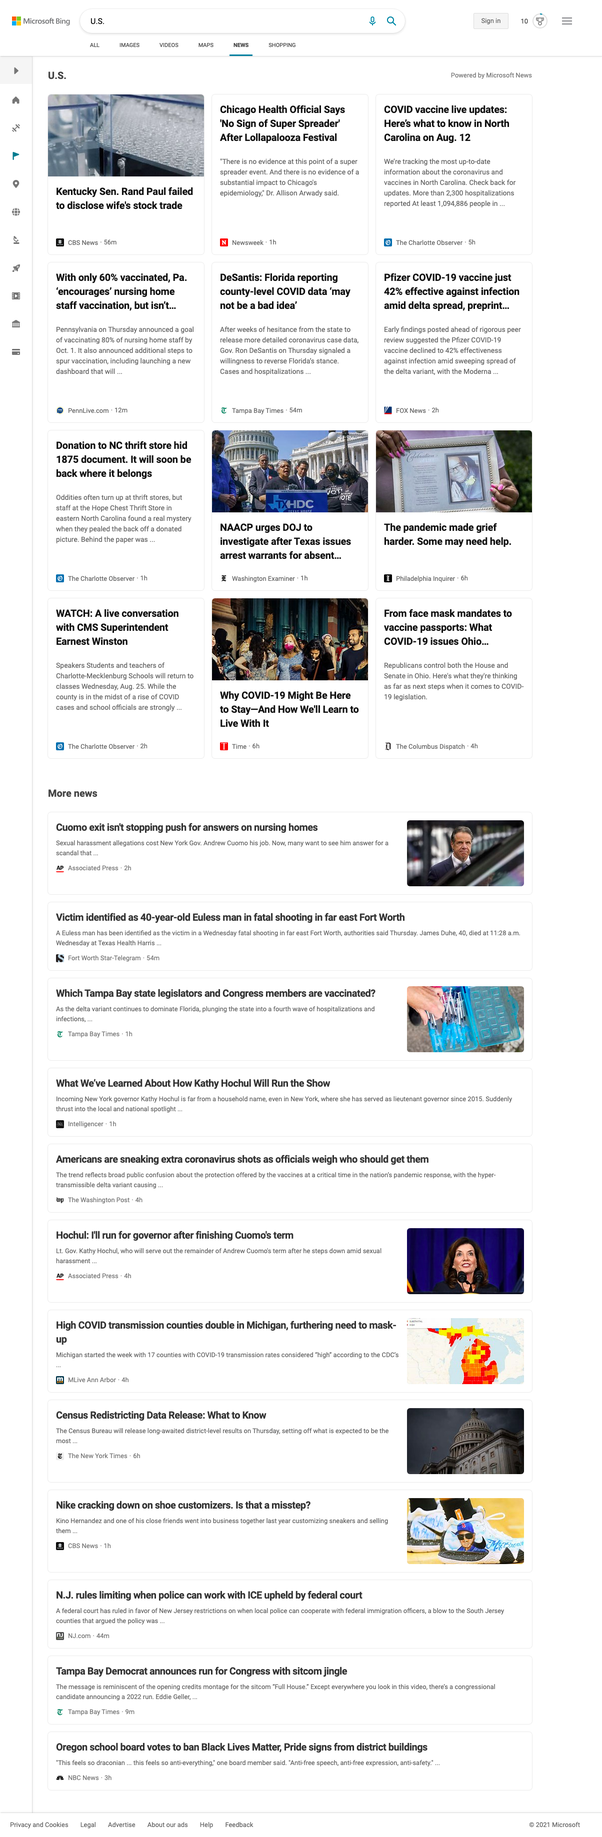 Microsoft Bing
U.S.
Sign in
10
ALL
IMAGES
VIDEOS
MAPS
NEWS
SHOPPING
U.S.
Powered by Microsoft News
Kentucky Sen. Rand Paul failed
to disclose wife's stock trade
CBS News · 56m
Chicago Health Official Says
'No Sign of Super Spreader'
After Lollapalooza Festival
"There is no evidence at this point of a super
spreader event. And there is no evidence of a
substantial impact to Chicago's
epidemiology," Dr. Allison Arwady said.
Newsweek · 1h
COVID vaccine live updates:
Here's what to know in North
Carolina on Aug. 12
We're tracking the most up-to-date
information about the coronavirus and
vaccines in North Carolina. Check back for
updates. More than 2,300 hospitalizations
reported At least 1,094,886 people in ...
The Charlotte Observer · 5h
With only 60% vaccinated, Pa.
'encourages' nursing home
staff vaccination, but isn't...
Pennsylvania on Thursday announced a goal
of vaccinating 80% of nursing home staff by
Oct. 1. It also announced additional steps to
spur vaccination, including launching a new
dashboard that will ...
PennLive.com · 12m
DeSantis: Florida reporting
county-level COVID data 'may
not be a bad idea'
After weeks of hesitance from the state to
release more detailed coronavirus case data,
Gov. Ron DeSantis on Thursday signaled a
willingness to reverse Florida's stance.
Cases and hospitalizations ...
Tampa Bay Times · 54m
Pfizer COVID-19 vaccine just
42% effective against infection
amid delta spread, preprint...
Early findings posted ahead of rigorous peer
review suggested the Pfizer COVID-19
vaccine declined to 42% effectiveness
against infection amid sweeping spread of
the delta variant, with the Moderna ...
FOX News · 2h
Donation to NC thrift store hid
1875 document. It will soon be
back where it belongs
Oddities often turn up at thrift stores, but
staff at the Hope Chest Thrift Store in
eastern North Carolina found a real mystery
when they pealed the back off a donated
picture. Behind the paper was ...
The Charlotte Observer · 1h
HDC
NAACP urges DOJ to
investigate after Texas issues
arrest warrants for absent...
Washington Examiner · 1h
The pandemic made grief
harder. Some may need help.
Philadelphia Inquirer · 6h
WATCH: A live conversation
with CMS Superintendent
Earnest Winston
Speakers Students and teachers of
Charlotte-Mecklenburg Schools will return to
classes Wednesday, Aug. 25. While the
county is in the midst of a rise of COVID
cases and school officials are strongly ...
The Charlotte Observer · 2h
Why COVID-19 Might Be Here
to Stay—And How We'll Learn to
Live With It
Time · 6h
From face mask mandates to
vaccine passports: What
COVID-19 issues Ohio...
Republicans control both the House and
Senate in Ohio. Here's what they're thinking
as far as next steps when it comes to COVID-
19 legislation.
The Columbus Dispatch · 4h
More news
Cuomo exit isn't stopping push for answers on nursing homes
Sexual harassment allegations cost New York Gov. Andrew Cuomo his job. Now, many want to see him answer for a
scandal that ...
AP Associated Press · 2h
Victim identified as 40-year-old Euless man in fatal shooting in far east Fort Worth
A Euless man has been identified as the victim in a Wednesday fatal shooting in far east Fort Worth, authorities said Thursday. James Duhe, 40, died at 11:28 a.m.
Wednesday at Texas Health Harris ...
Fort Worth Star-Telegram · 54m
Which Tampa Bay state legislators and Congress members are vaccinated?
As the delta variant continues to dominate Florida, plunging the state into a fourth wave of hospitalizations and
infections, ...
Tampa Bay Times · 1h
What We've Learned About How Kathy Hochul Will Run the Show
Incoming New York governor Kathy Hochul is far from a household name, even in New York, where she has served as lieutenant governor since 2015. Suddenly
thrust into the local and national spotlight ...
Intelligencer · 1h
Americans are sneaking extra coronavirus shots as officials weigh who should get them
The trend reflects broad public confusion about the protection offered by the vaccines at a critical time in the nation's pandemic response, with the hyper-
transmissible delta variant causing ...
wp The Washington Post · 4h
Hochul: I'll run for governor after finishing Cuomo's term
Lt. Gov. Kathy Hochul, who will serve out the remainder of Andrew Cuomo's term after he steps down amid sexual
harassment ...
AP Associated Press · 4h
High COVID transmission counties double in Michigan, furthering need to mask-
up
Michigan started the week with 17 counties with COVID-19 transmission rates considered "high" according to the CDC's
...
MLive Ann Arbor · 4h
Census Redistricting Data Release: What to Know
The Census Bureau will release long-awaited district-level results on Thursday, setting off what is expected to be the
most ...
The New York Times · 6h
Nike cracking down on shoe customizers. Is that a misstep?
Kino Hernandez and one of his close friends went into business together last year customizing sneakers and selling
them ...
CBS News · 1h
N.J. rules limiting when police can work with ICE upheld by federal court
A federal court has ruled in favor of New Jersey restrictions on when local police can cooperate with federal immigration officers, a blow to the South Jersey
counties that argued the policy was ...
NJ.com · 44m
Tampa Bay Democrat announces run for Congress with sitcom jingle
The message is reminiscent of the opening credits montage for the sitcom "Full House." Except everywhere you look in this video, there's a congressional
candidate announcing a 2022 run. Eddie Geller, ...
Tampa Bay Times · 9m
Oregon school board votes to ban Black Lives Matter, Pride signs from district buildings
"This feels so draconian ... this feels so anti-everything," one board member said. "Anti-free speech, anti-free expression, anti-safety." ...
NBC News · 3h
Privacy and Cookies
Legal
Advertise
About our ads
Help
Feedback
© 2021 Microsoft